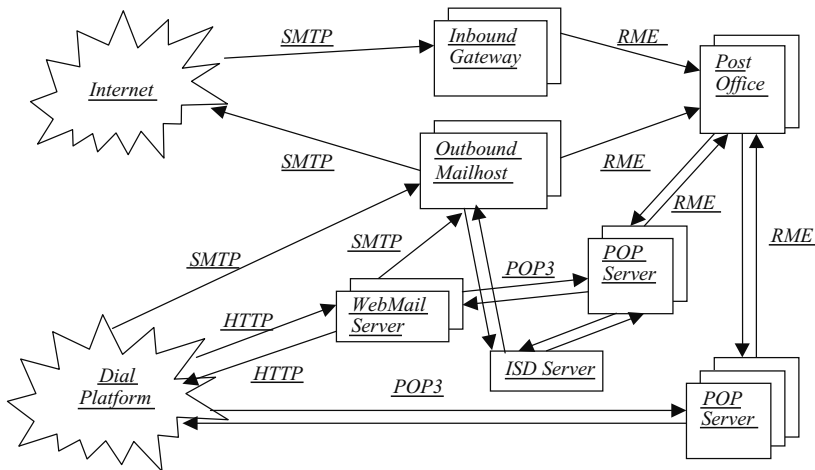 SMTP
Inbound
Gateway
RME
Post
Office
Internet
SMTP
Outbound
Mailhost
RME
RME
SMTP
SMTP
POP3
POP
Server
RME
HTTP
WebMail
Server
Dial
Platform
HTTP
ISD Server
POP3
POP
Server